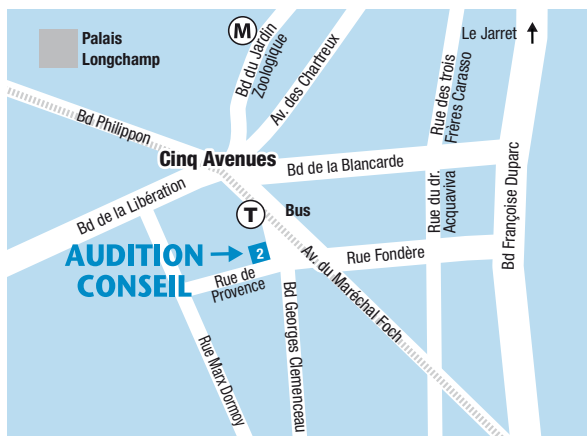 M
Le Jarret
Palais
Longchamp
Bd du Jardin
Zoologique
Av. des Chartreux
Rue des trois
Frères Carasso
Bd Philippon
Cinq Avenues
Bd de la Blancarde
Bd de la Libération
T
Bus
Rue du dr.
Acquaviva
Bd Françoise Duparc
AUDITION
CONSEIL
2
Rue de
Provence
Rue Fondère
Av. du Maréchal Foch
Bd Georges Clemenceau
Rue Marx Dormoy